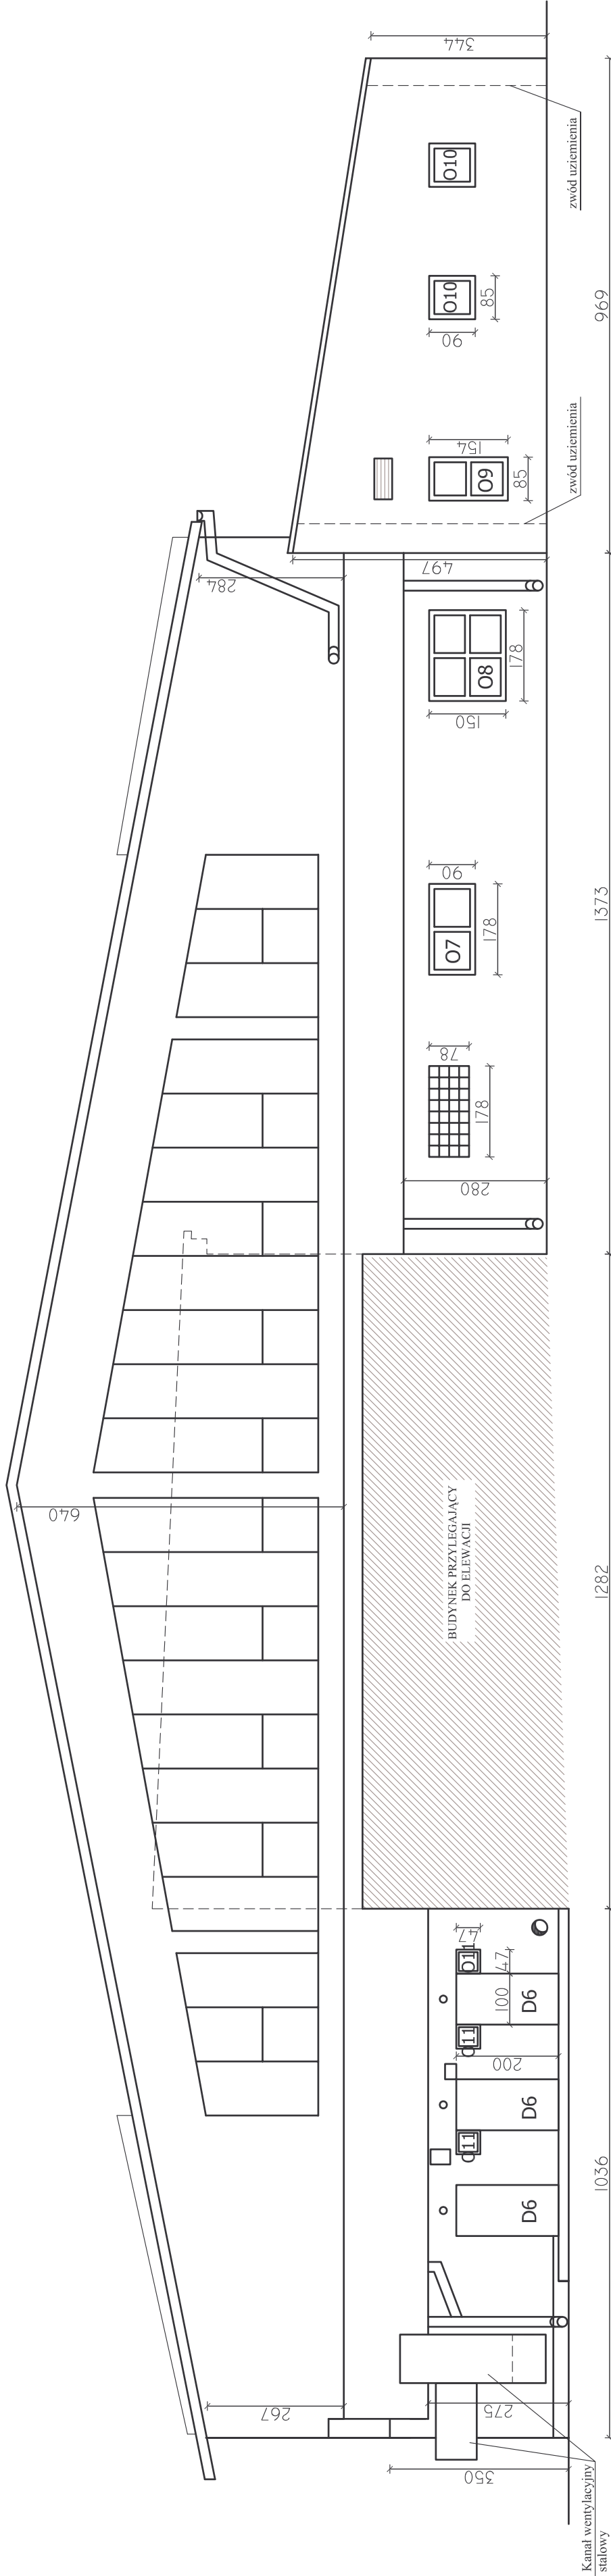 640
284
267
344
497
O10
O10
90
85
154
O9
85
zwód uziemienia
zwód uziemienia
150
O8
178
90
O7
178
78
178
280
BUDYNEK PRZYLEGAJĄCY
DO ELEWACJI
47
O11
47
100
D6
O11
200
D6
O11
D6
275
350
Kanał wentylacyjny
stalowy
1036
1282
1373
969